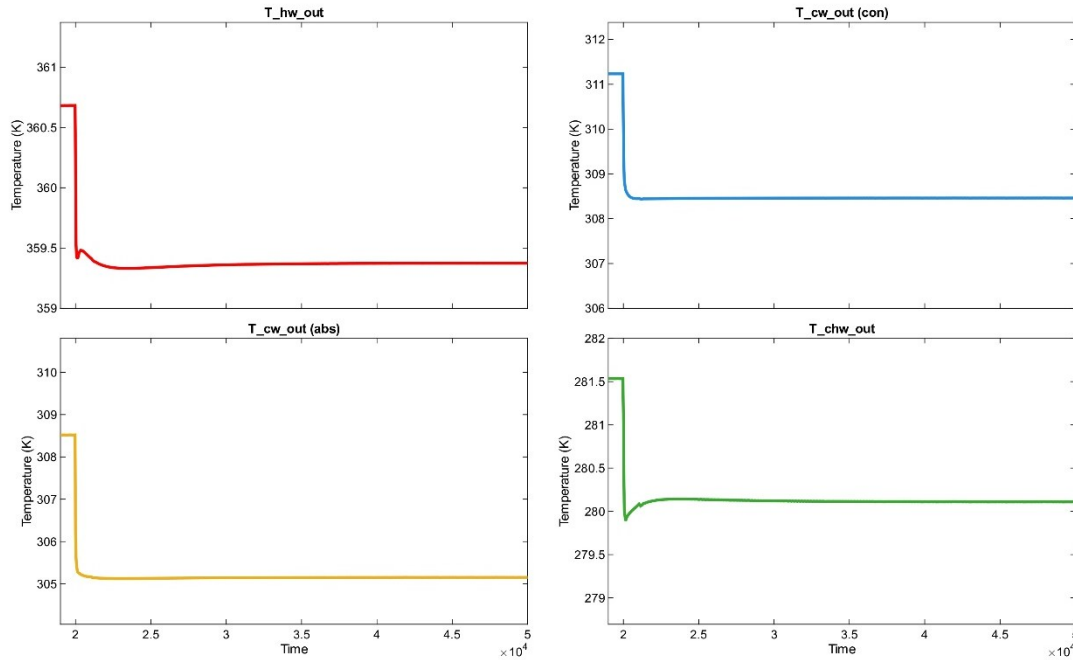 T_hw_out
361
360.5
360
359.5
359
Temperature (K)
T_cw_out (con)
312
311
310
309
308
307
306
Temperature (K)
T_cw_out (abs)
310
309
308
307
306
305
Temperature (K)
2 2.5 3 3.5 4 4.5 5
Time
×10⁴
T_chw_out
282
281.5
281
280.5
280
279.5
279
Temperature (K)
2 2.5 3 3.5 4 4.5 5
Time
×10⁴